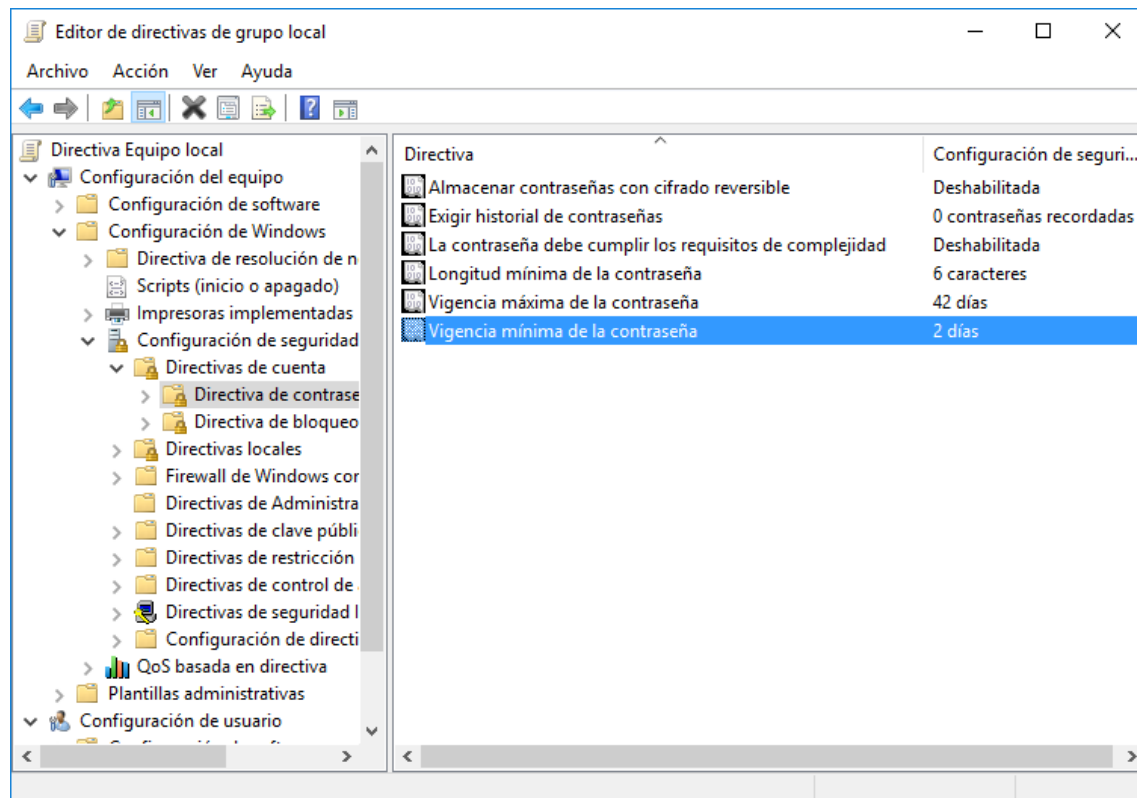 Editor de directivas de grupo local
Archivo Acción Ver Ayuda
Directiva Equipo local
Configuración del equipo
Configuración de software
Configuración de Windows
Directiva de resolución de n
Scripts (inicio o apagado)
Impresoras implementadas
Configuración de seguridad
Directivas de cuenta
Directiva de contrase
Directiva de bloqueo
Directivas locales
Firewall de Windows cor
Directivas de Administra
Directivas de clave públi
Directivas de restricción
Directivas de control de
Directivas de seguridad I
Configuración de directi
QoS basada en directiva
Plantillas administrativas
Configuración de usuario
Directiva Configuración de seguri...
Almacenar contraseñas con cifrado reversible Deshabilitada
Exigir historial de contraseñas 0 contraseñas recordadas
La contraseña debe cumplir los requisitos de complejidad Deshabilitada
Longitud mínima de la contraseña 6 caracteres
Vigencia máxima de la contraseña 42 días
Vigencia mínima de la contraseña 2 días